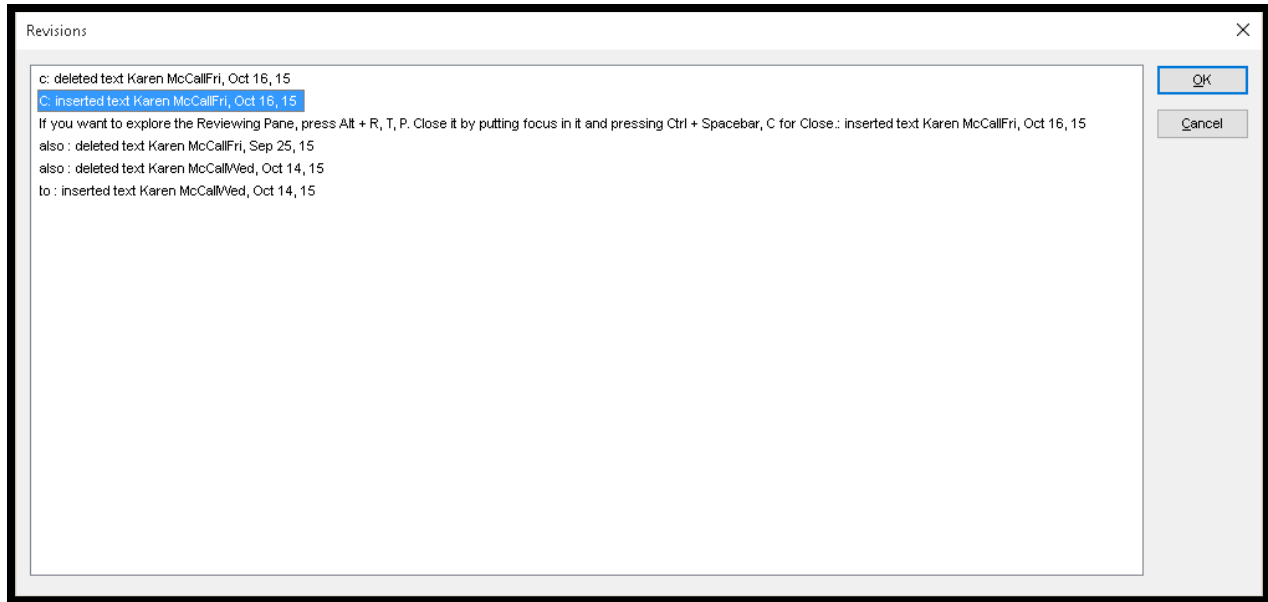 Revisions
c: deleted text Karen McCallFri, Oct 16, 15
C: inserted text Karen McCallFri, Oct 16, 15
If you want to explore the Reviewing Pane, press Alt + R, T, P. Close it by putting focus in it and pressing Ctrl + Spacebar, C for Close.: inserted text Karen McCallFri, Oct 16, 15
also : deleted text Karen McCallFri, Sep 25, 15
also : deleted text Karen McCallWed, Oct 14, 15
to : inserted text Karen McCallWed, Oct 14, 15
OK
Cancel